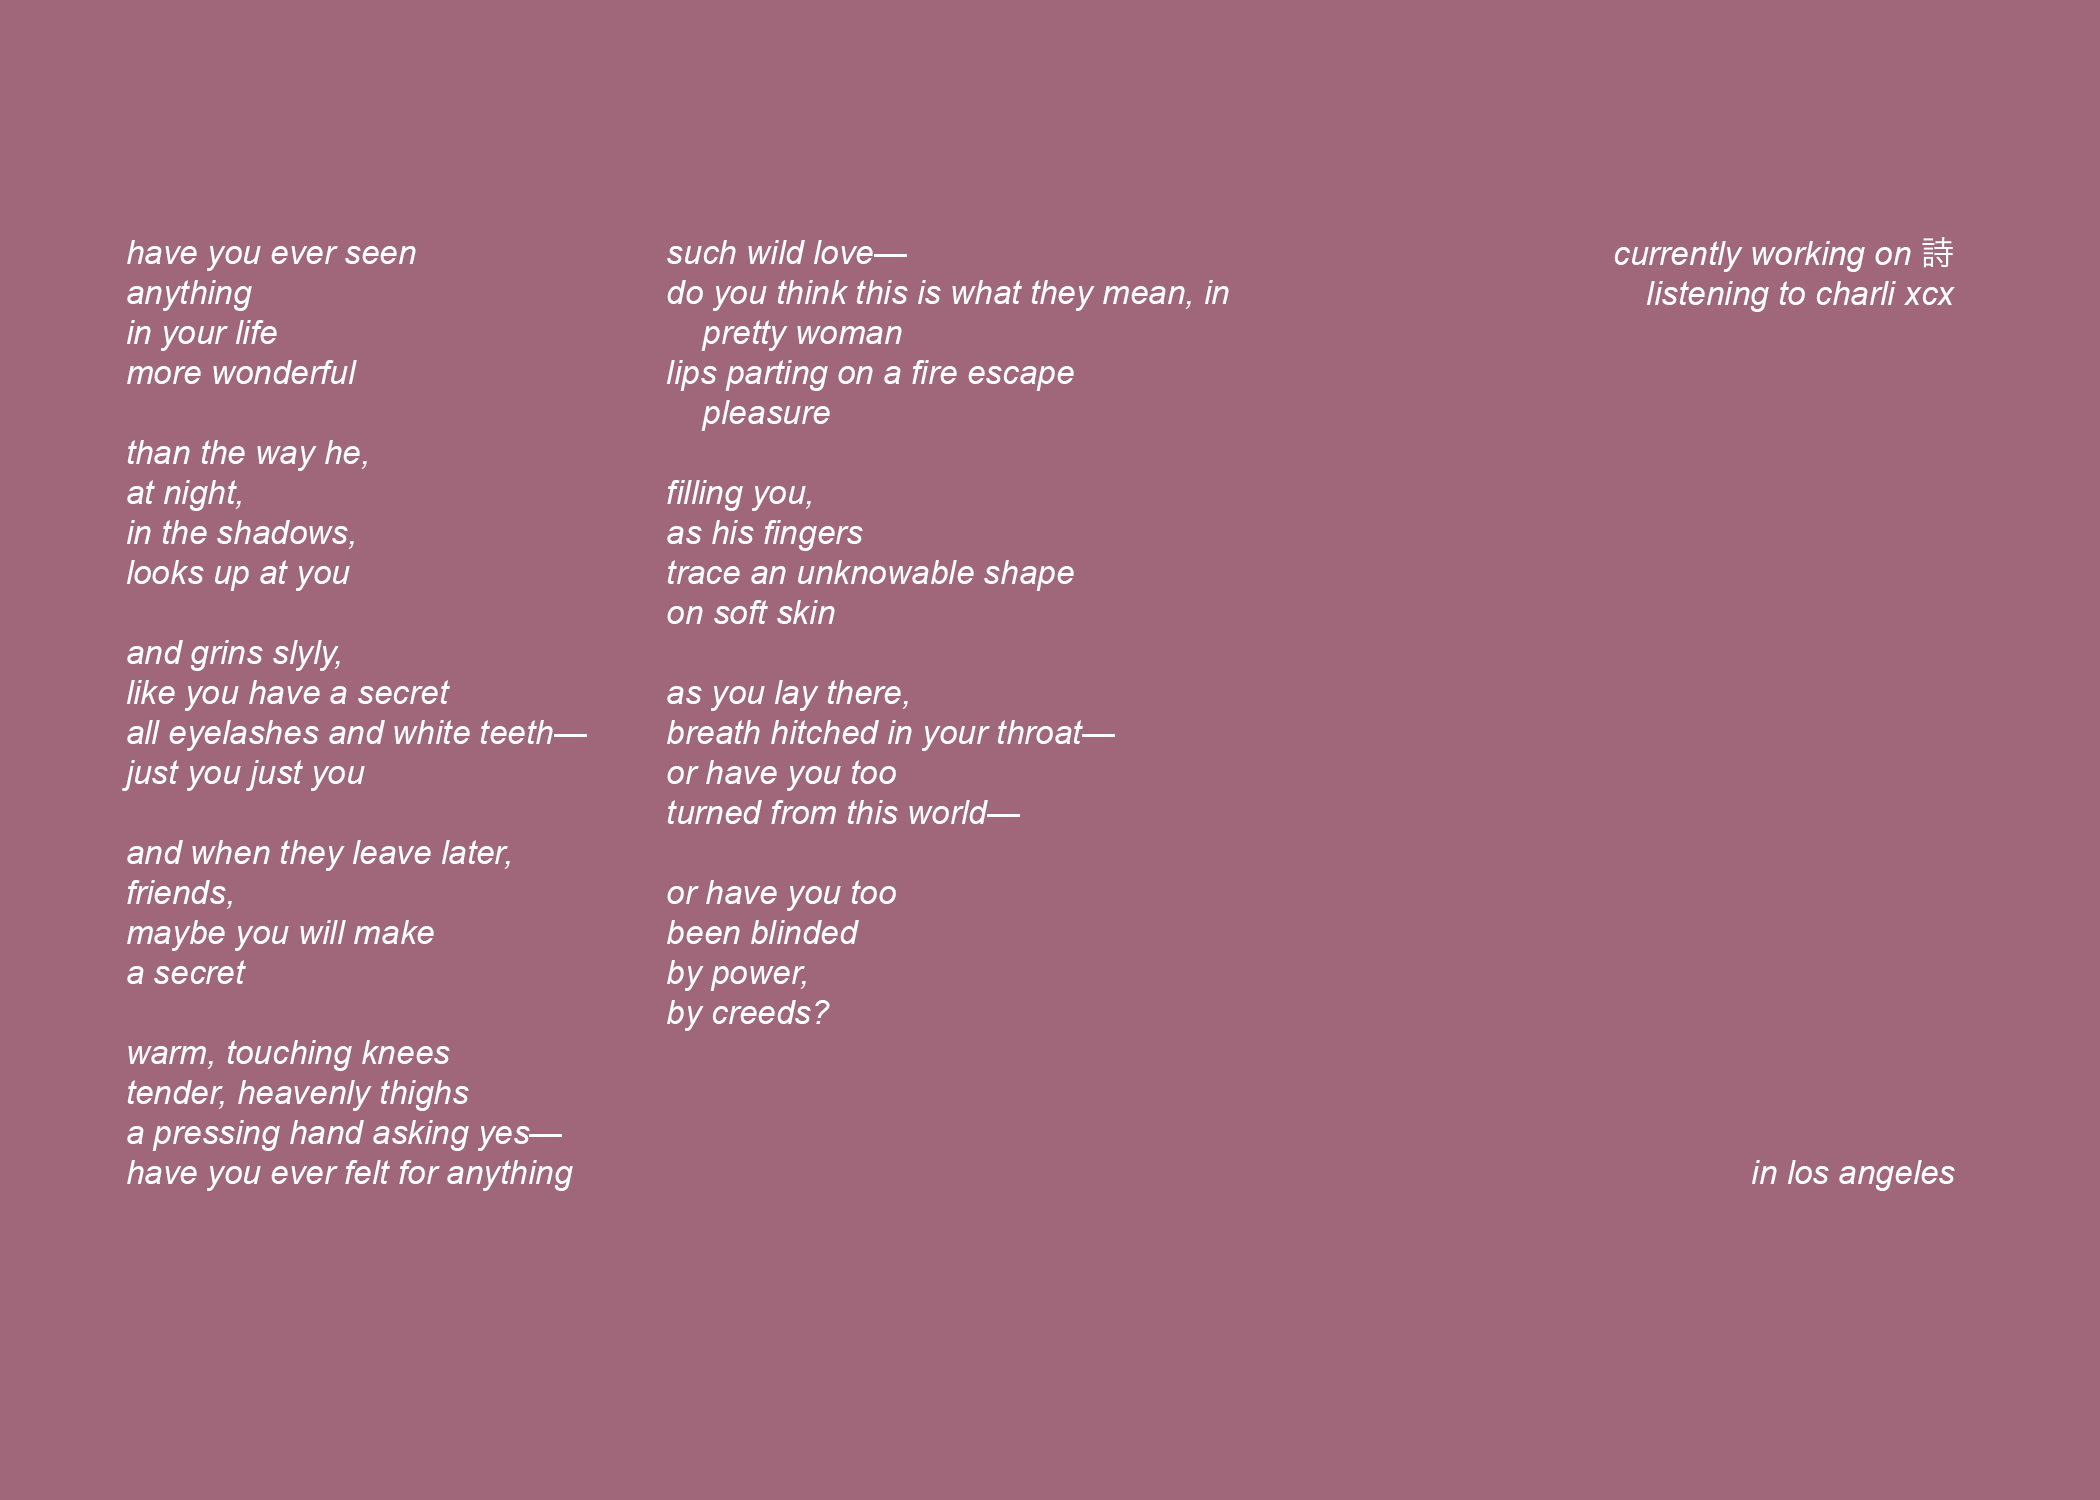 have you ever seen
anything
in your life
more wonderful

than the way he,
at night,
in the shadows,
looks up at you

and grins slyly,
like you have a secret
all eyelashes and white teeth—
just you just you

and when they leave later,
friends,
maybe you will make
a secret

warm, touching knees
tender, heavenly thighs
a pressing hand asking yes—
have you ever felt for anything

such wild love—
do you think this is what they mean, in
pretty woman
lips parting on a fire escape
pleasure

filling you,
as his fingers
trace an unknowable shape
on soft skin

as you lay there,
breath hitched in your throat—
or have you too
turned from this world—

or have you too
been blinded
by power,
by creeds?

currently working on 詩
listening to charli xcx

in los angeles